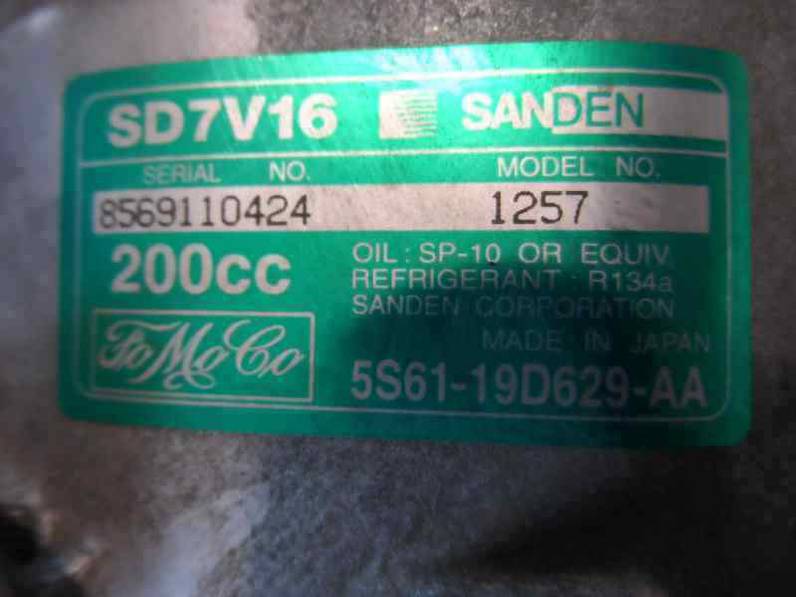 SD7V16 SANDEN
SERIAL NO. MODEL NO.
8569110424 1257
200cc
OIL : SP-10 OR EQUIV.
REFRIGERANT : R134a
SANDEN CORPORATION
MADE IN JAPAN
FoMoCo
5S61-19D629-AA